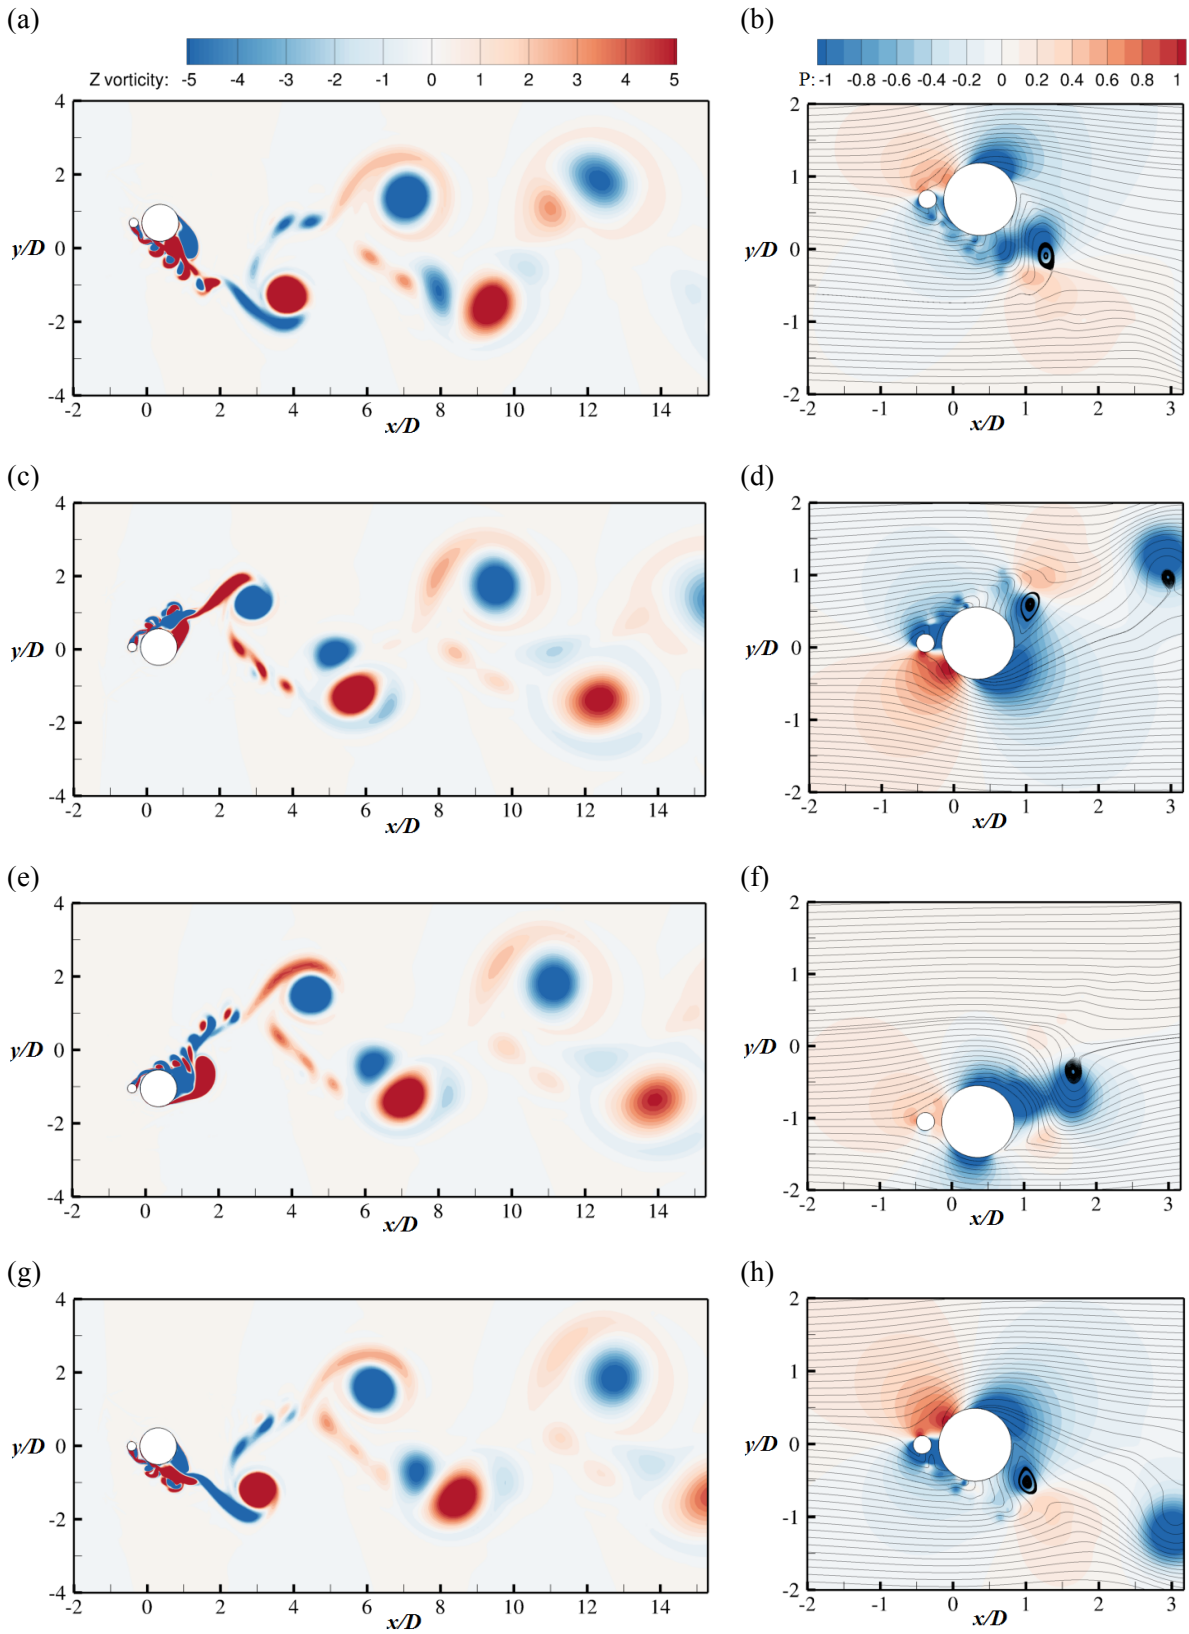 (a)
(b)
Z vorticity: -5 -4 -3 -2 -1 0 1 2 3 4 5
P: -1 -0.8 -0.6 -0.4 -0.2 0 0.2 0.4 0.6 0.8 1
4
2
y/D 0
-2
-4
-2 0 2 4 6 8 10 12 14
x/D
2
1
y/D 0
-1
-2
-2 -1 0 1 2 3
x/D
(c)
(d)
4
2
y/D 0
-2
-4
-2 0 2 4 6 8 10 12 14
x/D
2
1
y/D 0
-1
-2
-2 -1 0 1 2 3
x/D
(e)
(f)
4
2
y/D 0
-2
-4
-2 0 2 4 6 8 10 12 14
x/D
2
1
y/D 0
-1
-2
-2 -1 0 1 2 3
x/D
(g)
(h)
4
2
y/D 0
-2
-4
-2 0 2 4 6 8 10 12 14
x/D
2
1
y/D 0
-1
-2
-2 -1 0 1 2 3
x/D